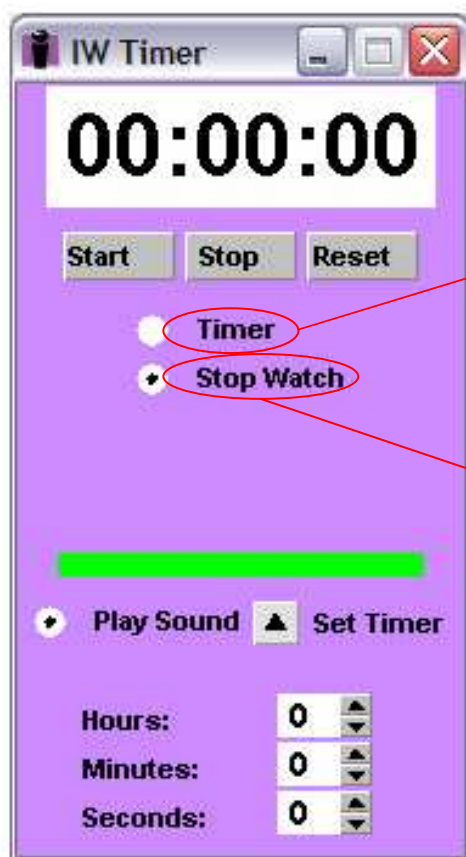 IW Timer
00:00:00
Start Stop Reset
Timer
Stop Watch
Play Sound Set Timer
Hours: 0
Minutes: 0
Seconds: 0